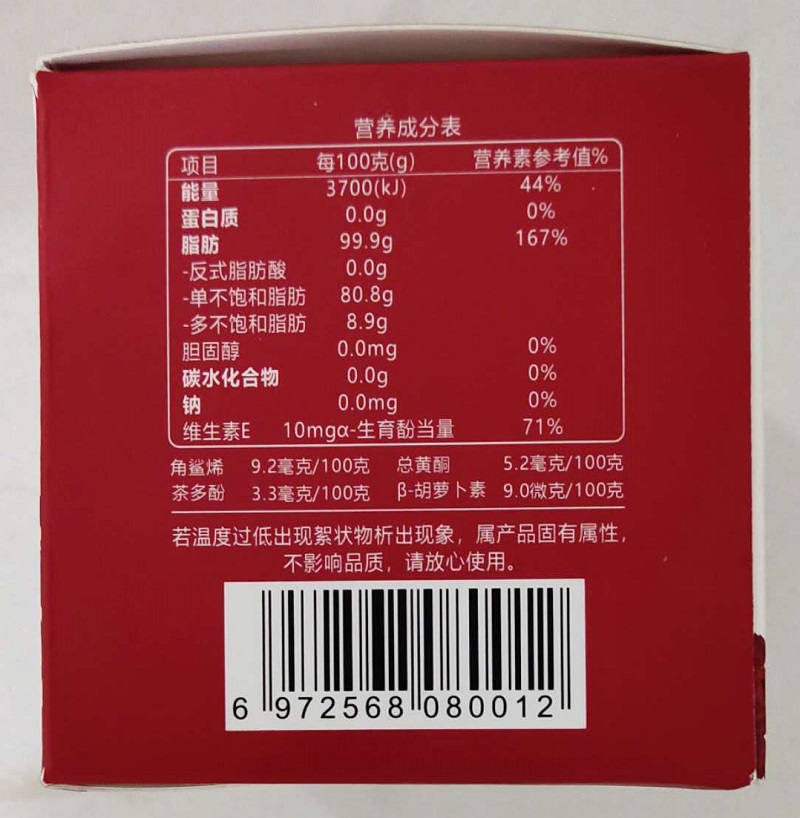 营养成分表
项目 每100克(g) 营养素参考值%
能量 3700(kJ) 44%
蛋白质 0.0g 0%
脂肪 99.9g 167%
-反式脂肪酸 0.0g
-单不饱和脂肪 80.8g
-多不饱和脂肪 8.9g
胆固醇 0.0mg 0%
碳水化合物 0.0g 0%
钠 0.0mg 0%
维生素E 10mgα-生育酚当量 71%
角鲨烯 9.2毫克/100克 总黄酮 5.2毫克/100克
茶多酚 3.3毫克/100克 β-胡萝卜素 9.0微克/100克
若温度过低出现絮状物析出现象，属产品固有属性，
不影响品质，请放心使用。
6 972568 080012